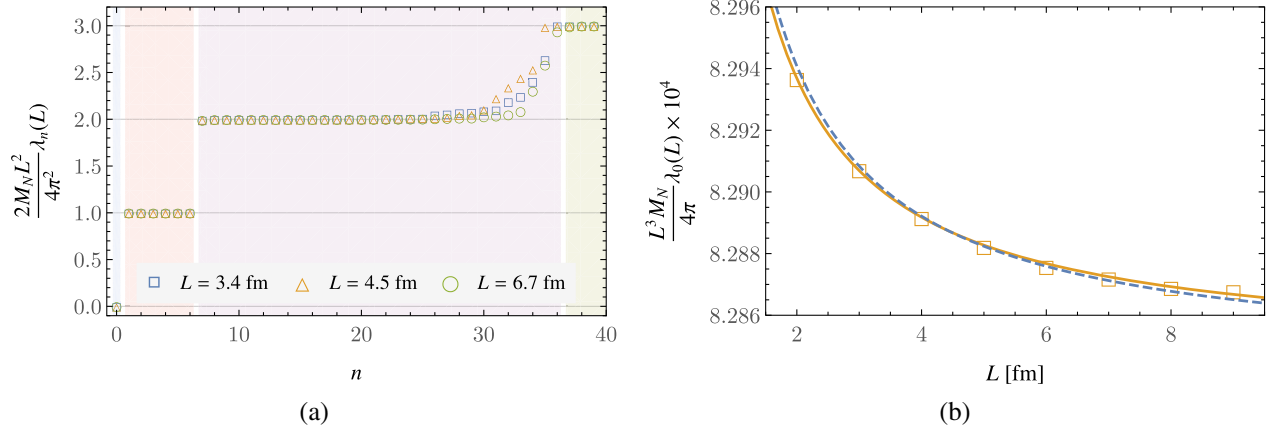 3.0
2.5
2.0
1.5
1.0
0.5
0.0
2M_N L^2 / 4π^2 λ_n(L)
L = 3.4 fm L = 4.5 fm L = 6.7 fm
0 10 20 30 40
n
(a)
8.296
8.294
8.292
8.290
8.288
8.286
L^3 M_N / 4π λ_0(L) × 10^4
2 4 6 8
L [fm]
(b)